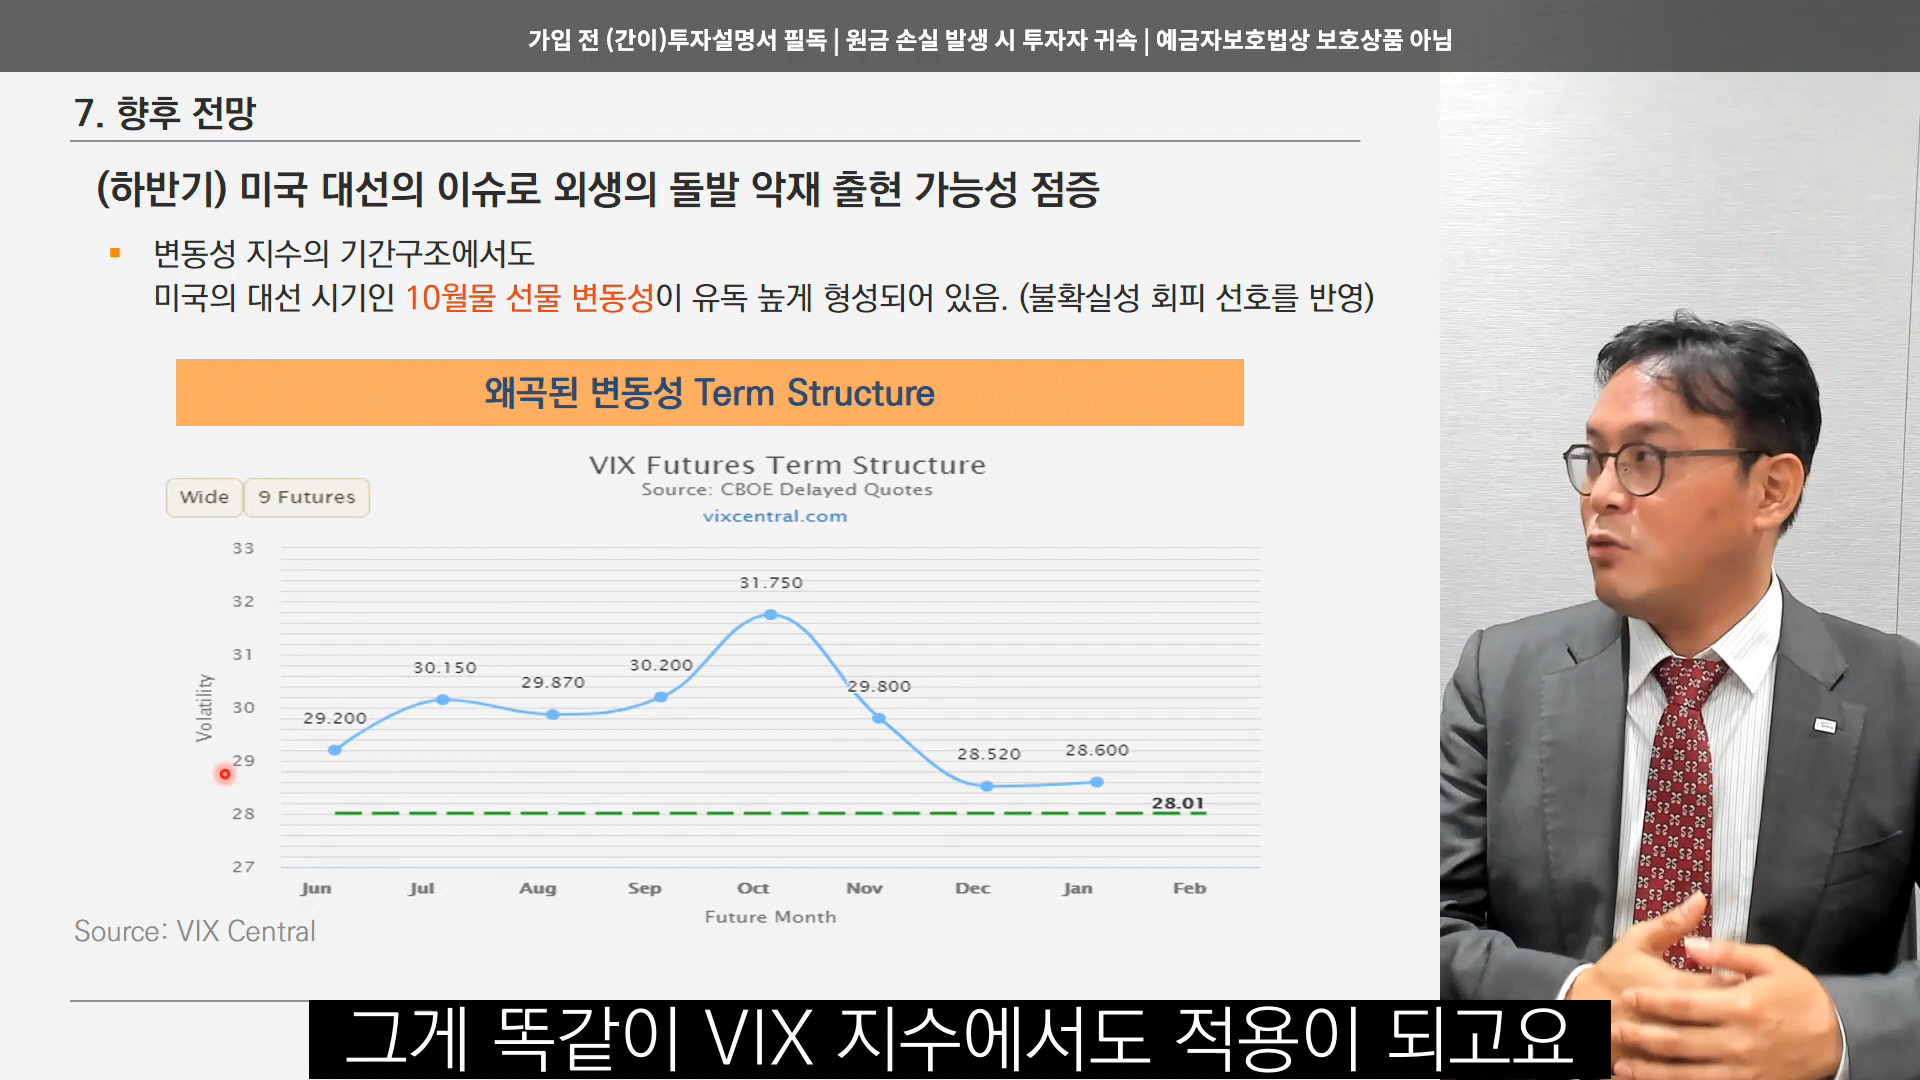 가입 전 (간이)투자설명서 필독 | 원금 손실 발생 시 투자자 귀속 | 예금자보호법상 보호상품 아님
7. 향후 전망
(하반기) 미국 대선의 이슈로 외생의 돌발 악재 출현 가능성 점증
변동성 지수의 기간구조에서도
미국의 대선 시기인 10월물 선물 변동성이 유독 높게 형성되어 있음. (불확실성 회피 선호를 반영)
왜곡된 변동성 Term Structure
VIX Futures Term Structure
Source: CBOE Delayed Quotes
vixcentral.com
Wide
9 Futures
33
32
31
30
29
28
27
Volatility
29.200
30.150
29.870
30.200
31.750
29.800
28.520
28.600
28.01
Jun Jul Aug Sep Oct Nov Dec Jan Feb
Future Month
Source: VIX Central
그게 똑같이 VIX 지수에서도 적용이 되고요